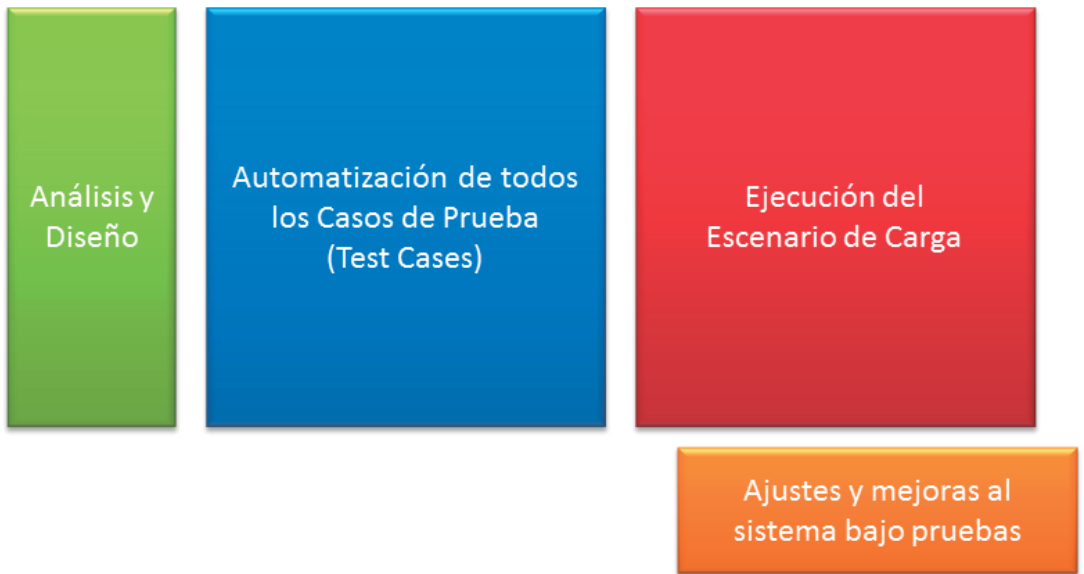 Análisis y
Diseño
Automatización de todos
los Casos de Prueba
(Test Cases)
Ejecución del
Escenario de Carga
Ajustes y mejoras al
sistema bajo pruebas